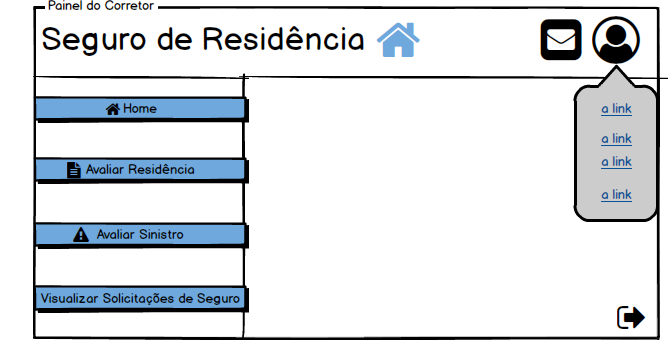 Painel do Corretor
Seguro de Residência
Home
Avaliar Residência
Avaliar Sinistro
Visualizar Solicitações de Seguro
a link
a link
a link
a link